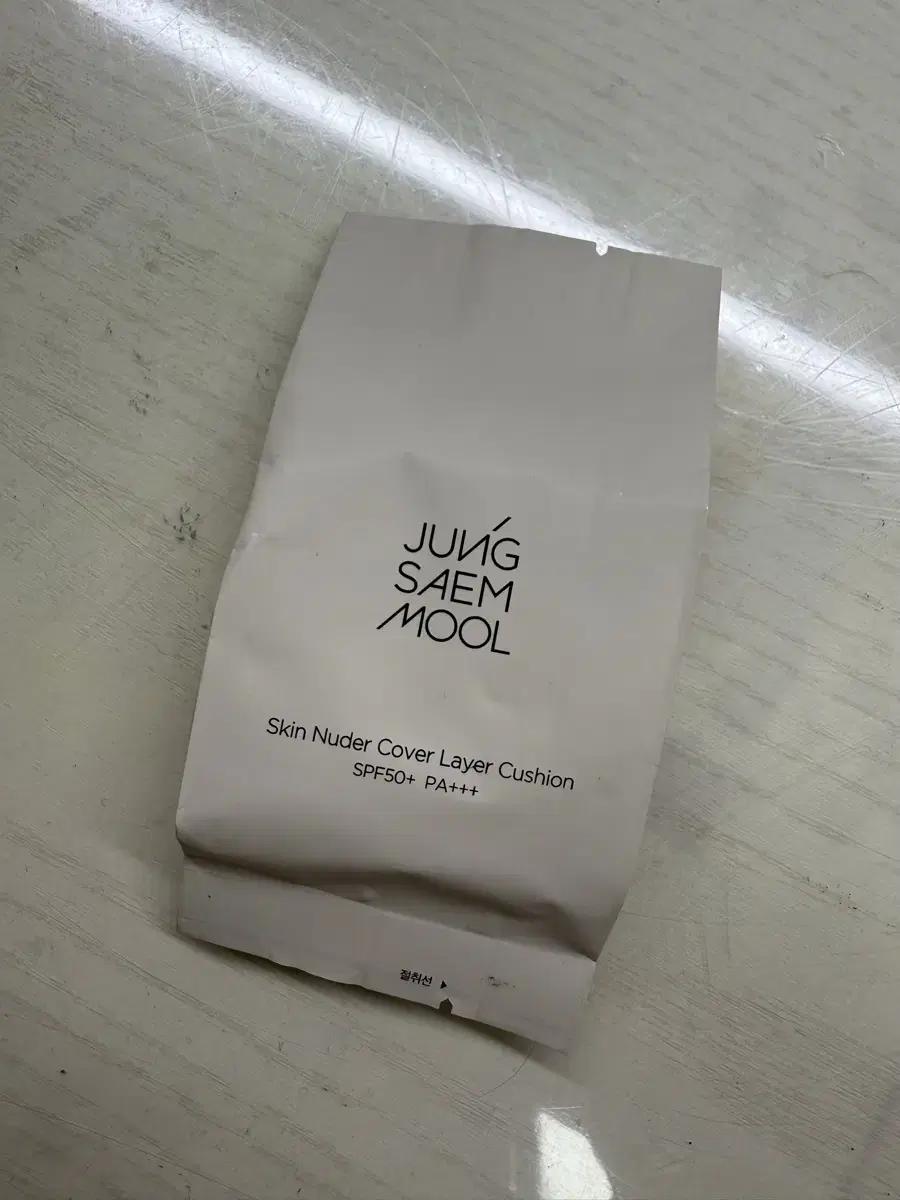 JUNG
SAEM
MOOL
Skin Nuder Cover Layer Cushion
SPF50+ PA+++
절취선 ▶